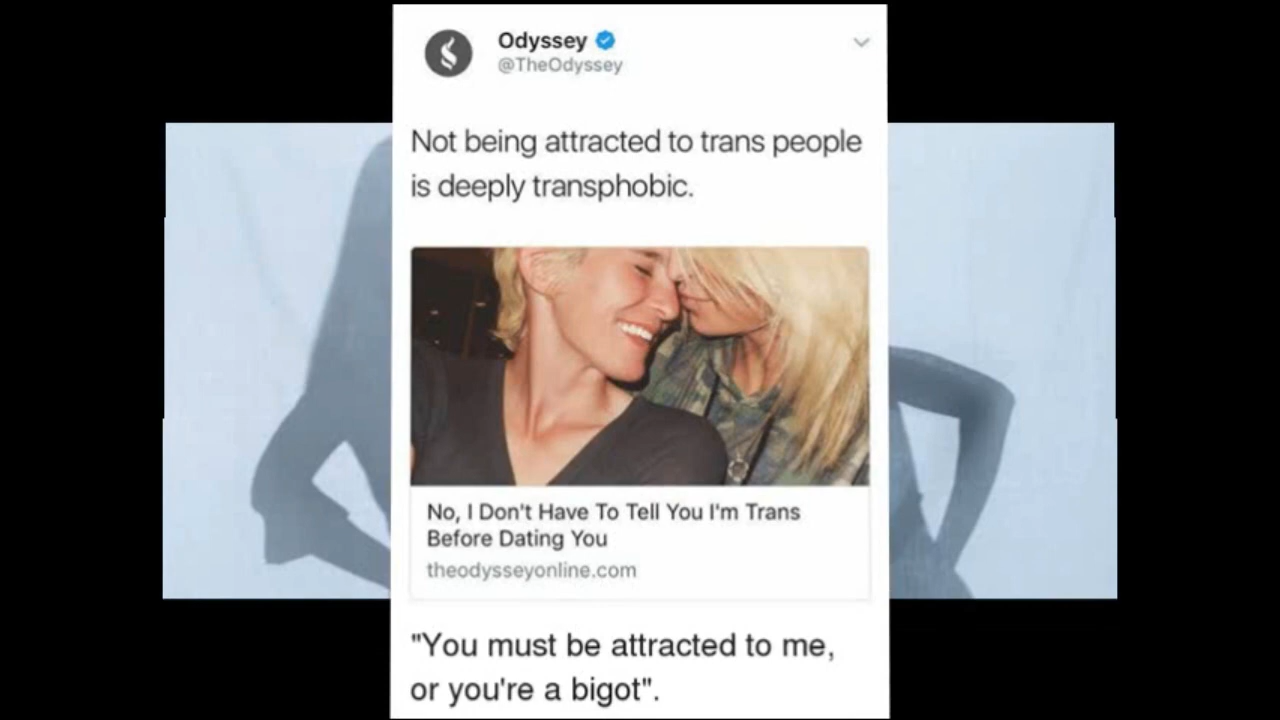 Odyssey
@TheOdyssey
Not being attracted to trans people
is deeply transphobic.
No, I Don't Have To Tell You I'm Trans
Before Dating You
theodysseyonline.com
"You must be attracted to me,
or you're a bigot".